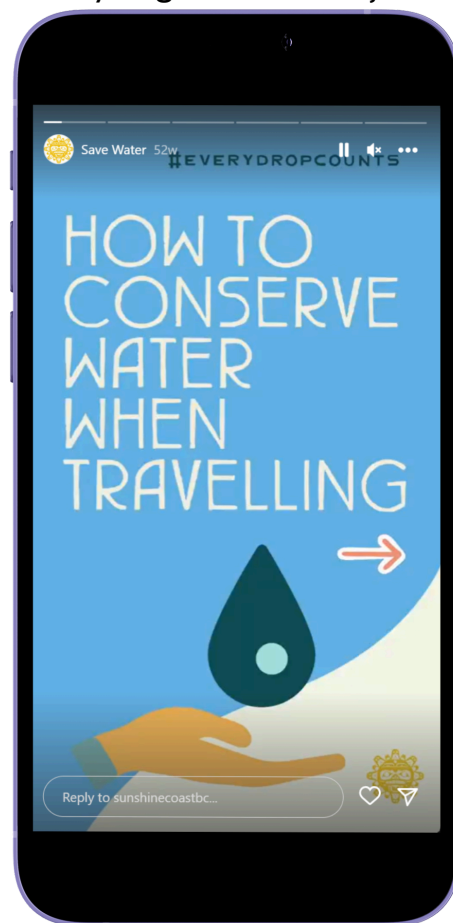 Save Water 52w
#EVERYDROPCOUNTS
HOW TO
CONSERVE
WATER
WHEN
TRAVELLING
Reply to sunshinecoastbc...